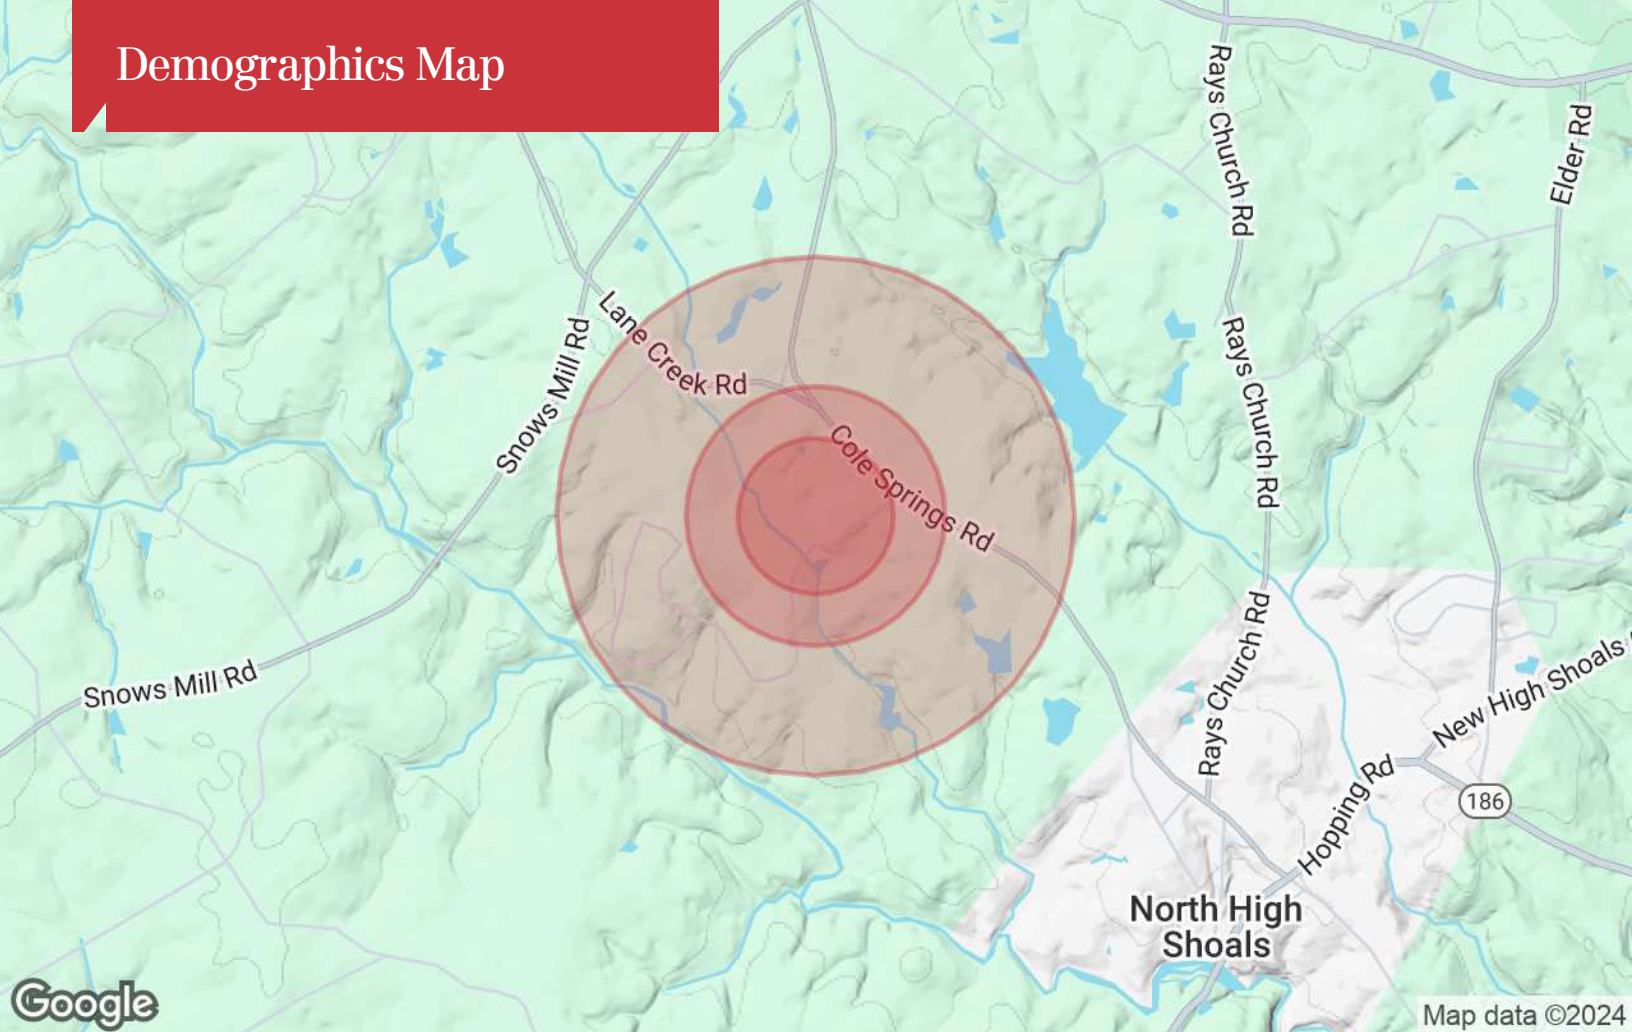 Demographics Map
Rays Church Rd
Elder Rd
Lane Creek Rd
Snows Mill Rd
Rays Church Rd
Cole Springs Rd
Rays Church Rd
Snows Mill Rd
New High Shoals
Hopping Rd
186
North High
Shoals
Google
Map data ©2024